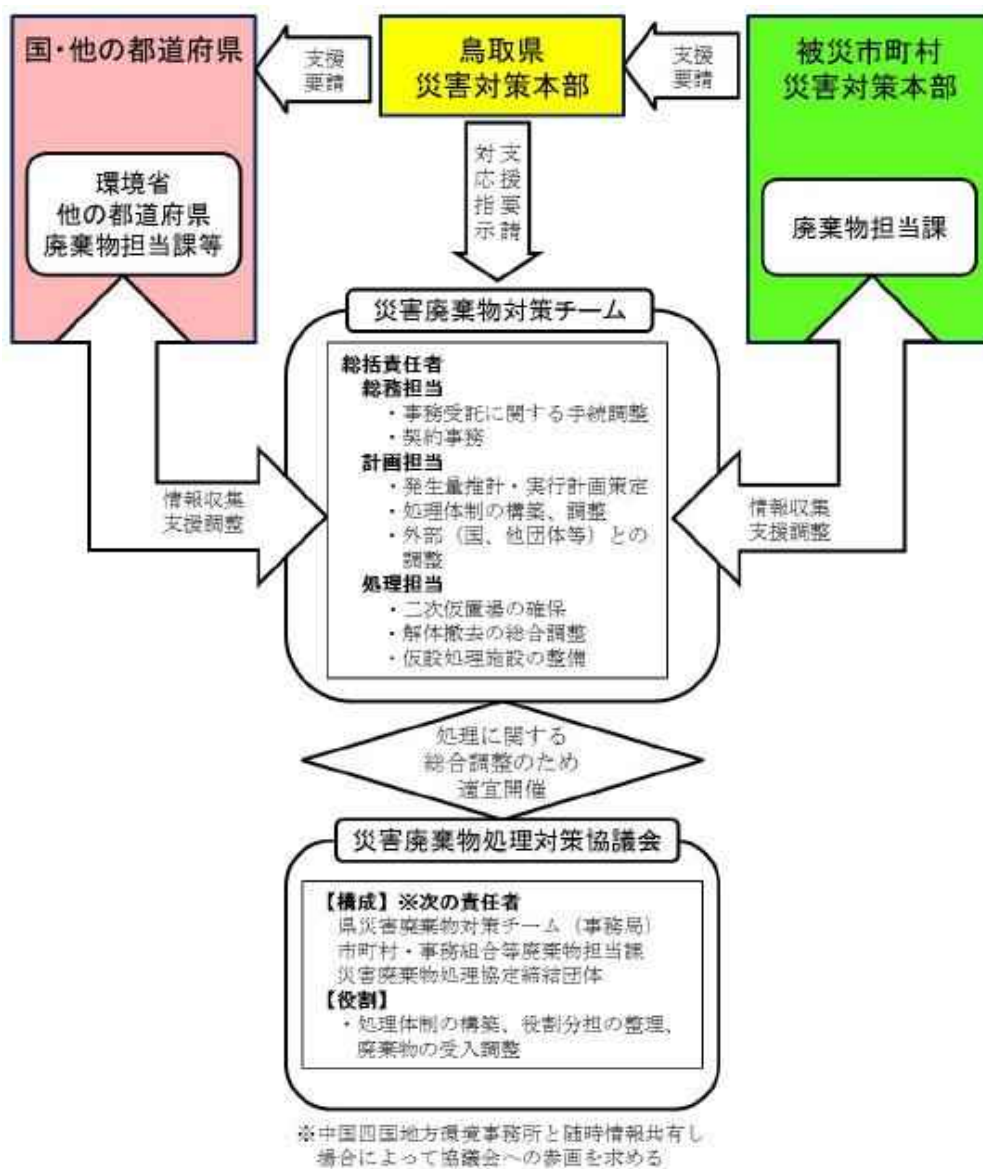 国・他の都道府県
支援
要請
鳥取県
災害対策本部
支援
要請
被災市町村
災害対策本部
環境省
他の都道府県
廃棄物担当課等
支援要請
対応指示
廃棄物担当課
災害廃棄物対策チーム
総括責任者
総務担当
・事務受託に関する手続調整
・契約事務
計画担当
・発生量推計・実行計画策定
・処理体制の構築、調整
・外部（国、他団体等）との
調整
処理担当
・二次仮置場の確保
・解体撤去の総合調整
・仮設処理施設の整備
情報収集
支援調整
情報収集
支援調整
処理に関する
総合調整のため
適宜開催
災害廃棄物処理対策協議会
【構成】※次の責任者
県災害廃棄物対策チーム（事務局）
市町村・事務組合等廃棄物担当課
災害廃棄物処理協定締結団体
【役割】
・処理体制の構築、役割分担の整理、
廃棄物の受入調整
※中国四国地方環境事務所と随時情報共有し
場合によって協議会への参画を求める